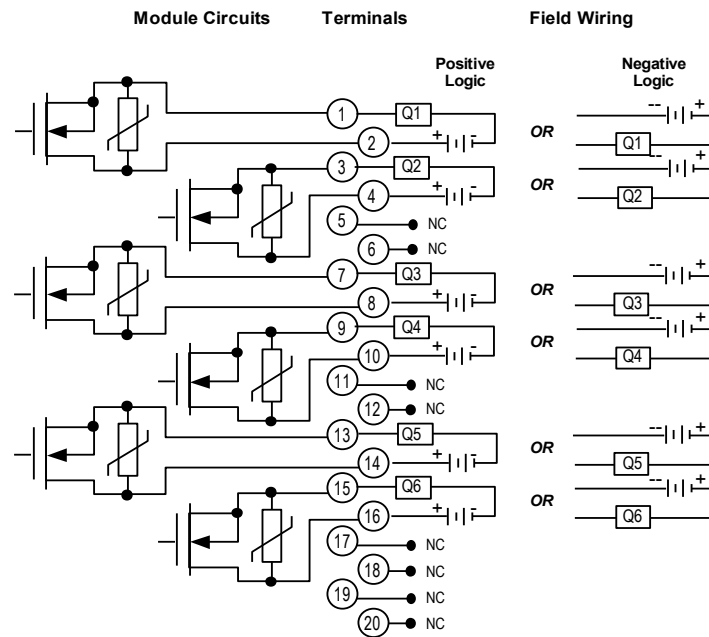 Module Circuits Terminals Field Wiring
Positive Logic
Negative Logic
1 Q1
-- +
OR
2 + -
Q1
3 Q2
-- +
OR
4 + -
Q2
5 NC
6 NC
7 Q3
-- +
OR
8 + -
Q3
9 Q4
-- +
OR
10 + -
Q4
11 NC
12 NC
13 Q5
-- +
OR
14 + -
Q5
15 Q6
-- +
OR
16 + -
Q6
17 NC
18 NC
19 NC
20 NC